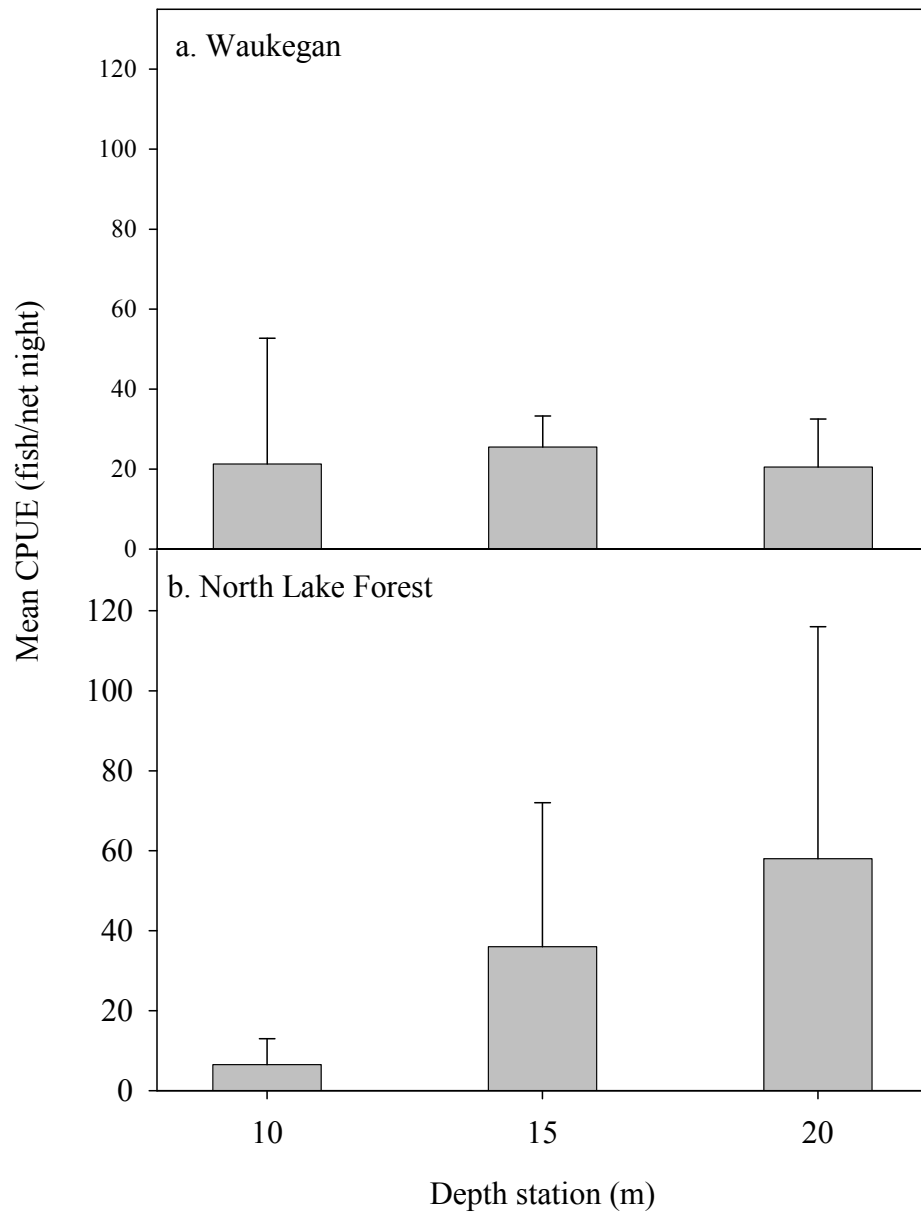 a. Waukegan
120
100
80
60
40
20
0
b. North Lake Forest
120
100
80
60
40
20
0
Mean CPUE (fish/net night)
10 15 20
Depth station (m)